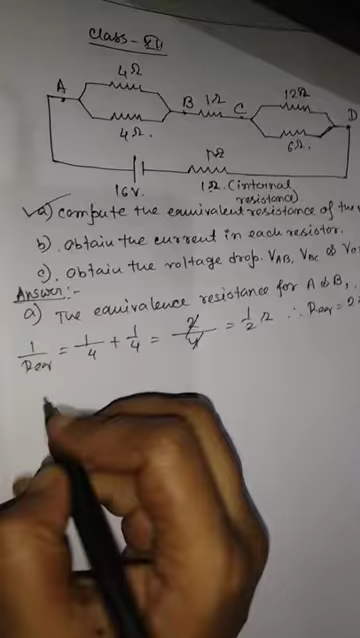 Class-XII
4Ω
12Ω
A
B
1Ω
C
D
4Ω.
6Ω.
1Ω
16V.
1Ω (internal
resistance)
a) compute the equivalent resistance of the
b). obtain the current in each resistor.
c). obtain the voltage drop. VAB, VBC &
Answer:-
a) The equivalence resistance for A & B,
1/Req = 1/4 + 1/4 = 2/4 = 1/2 Ω ∴ Req = 2